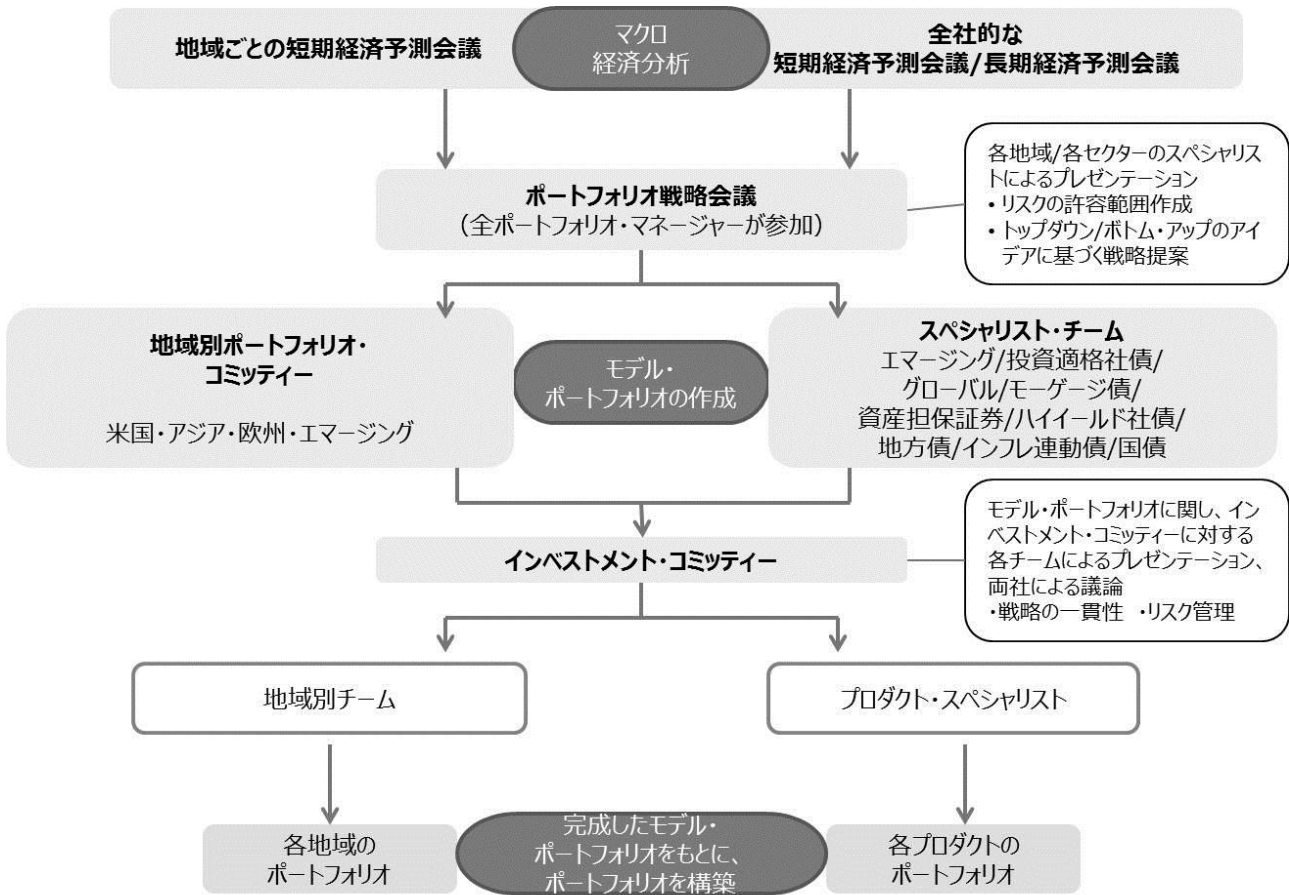 地域ごとの短期経済予測会議
マクロ
経済分析
全社的な
短期経済予測会議/長期経済予測会議
各地域/各セクターのスペシャリス
トによるプレゼンテーション
• リスクの許容範囲作成
• トップダウン/ボトム・アップのアイ
デアに基づく戦略提案
ポートフォリオ戦略会議
（全ポートフォリオ・マネージャーが参加）
地域別ポートフォリオ・
コミッティー
米国・アジア・欧州・エマージング
モデル・
ポートフォリオの作成
スペシャリスト・チーム
エマージング/投資適格社債/
グローバル/モーゲージ債/
資産担保証券/ハイイールド社債/
地方債/インフレ連動債/国債
モデル・ポートフォリオに関し、イン
ベストメント・コミッティーに対する
各チームによるプレゼンテーション、
両社による議論
・戦略の一貫性 ・リスク管理
インベストメント・コミッティー
地域別チーム
プロダクト・スペシャリスト
各地域の
ポートフォリオ
完成したモデル・
ポートフォリオをもとに、
ポートフォリオを構築
各プロダクトの
ポートフォリオ